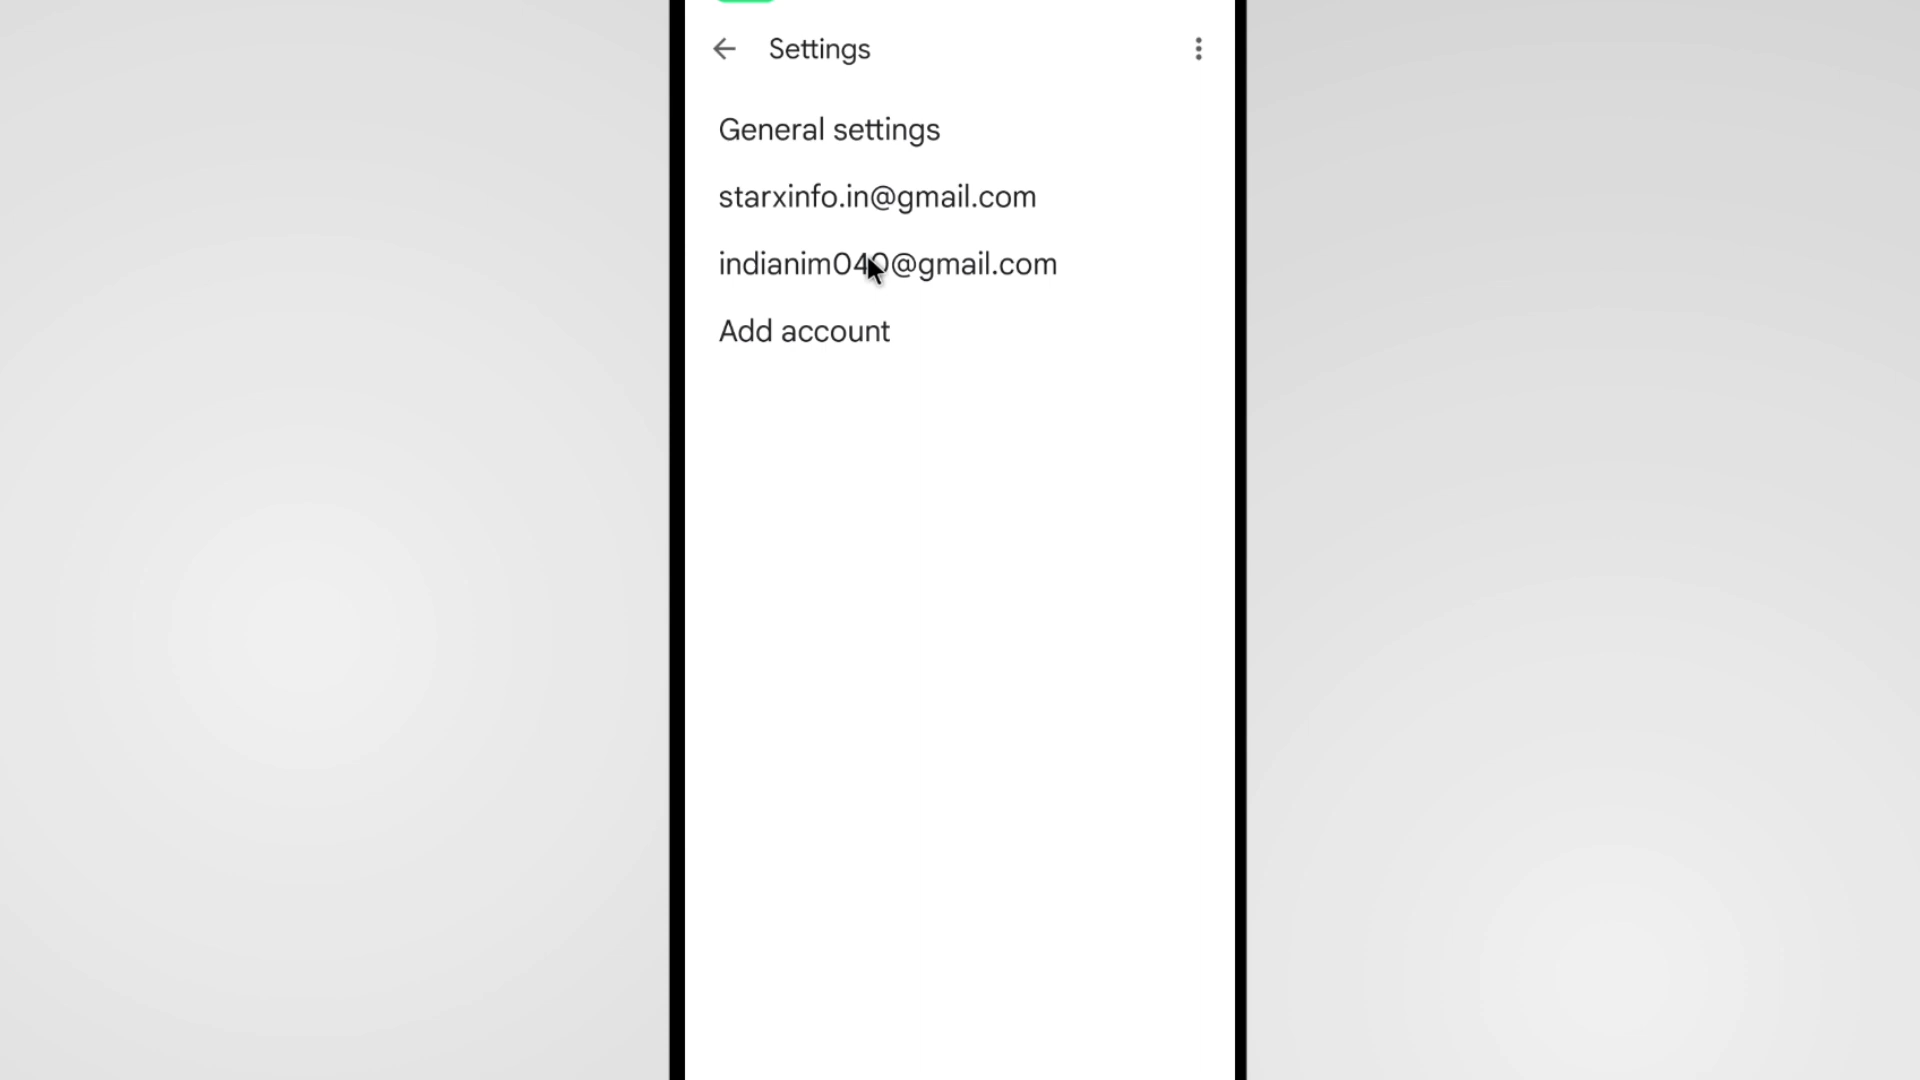 Settings
General settings
starxinfo.in@gmail.com
indianim040@gmail.com
Add account